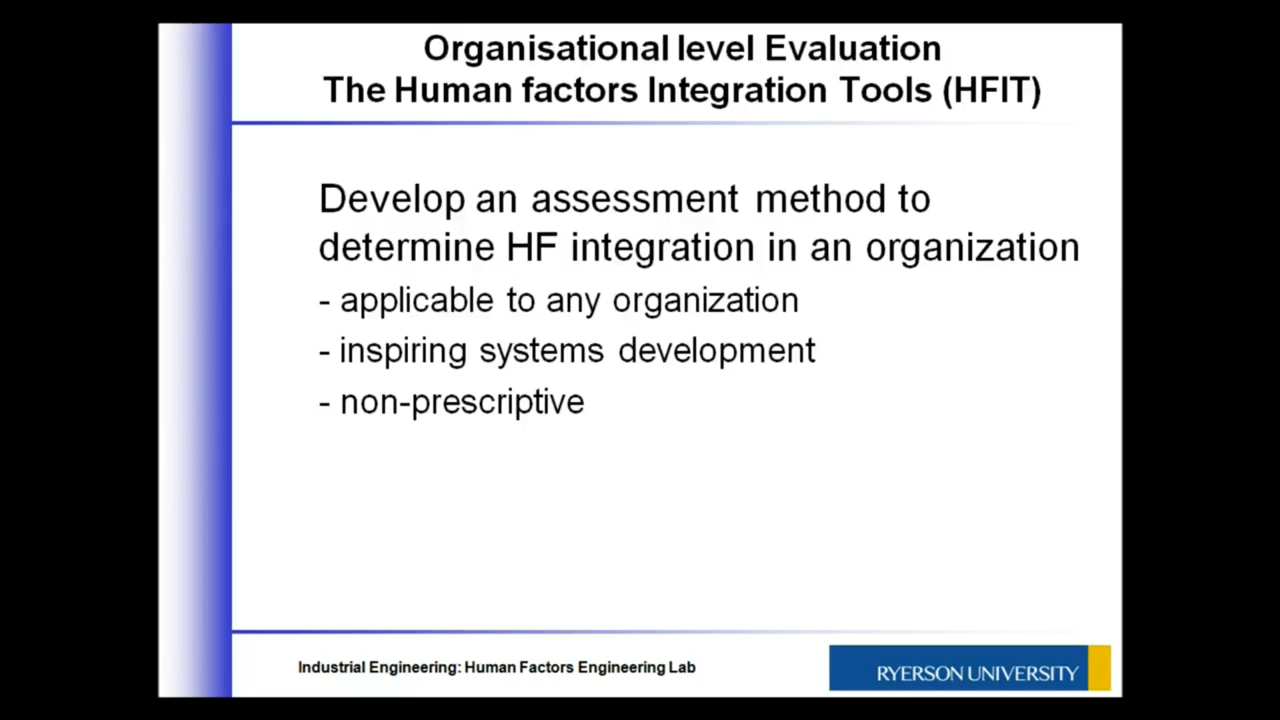 Organisational level Evaluation
The Human factors Integration Tools (HFIT)
Develop an assessment method to
determine HF integration in an organization
- applicable to any organization
- inspiring systems development
- non-prescriptive
Industrial Engineering: Human Factors Engineering Lab
RYERSON UNIVERSITY